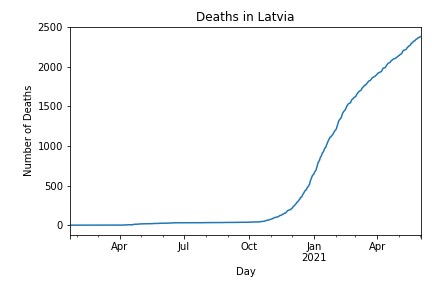 Deaths in Latvia
2500
2000
1500
1000
500
0
Number of Deaths
Apr
Jul
Oct
Jan
2021
Apr
Day